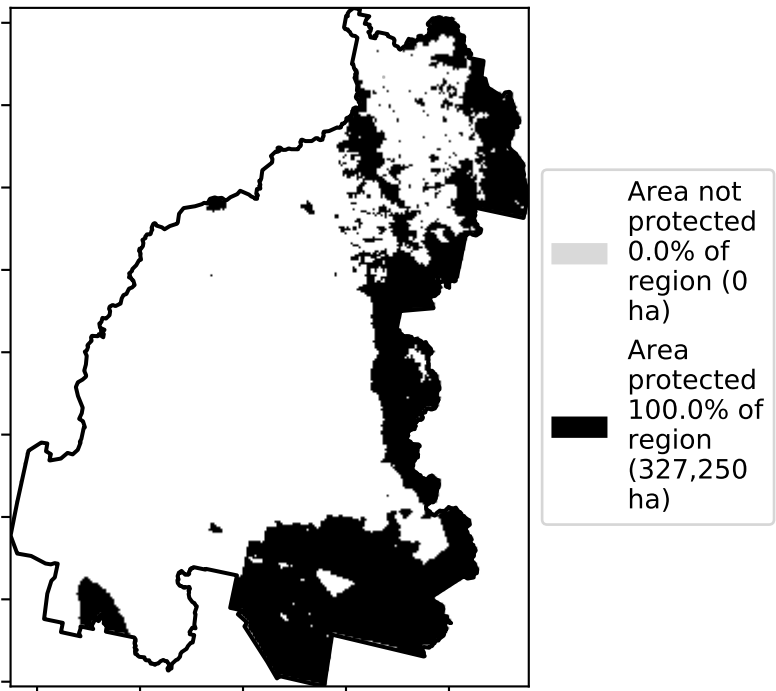 Area not
protected
0.0% of
region (0
ha)
Area
protected
100.0% of
region
(327,250
ha)